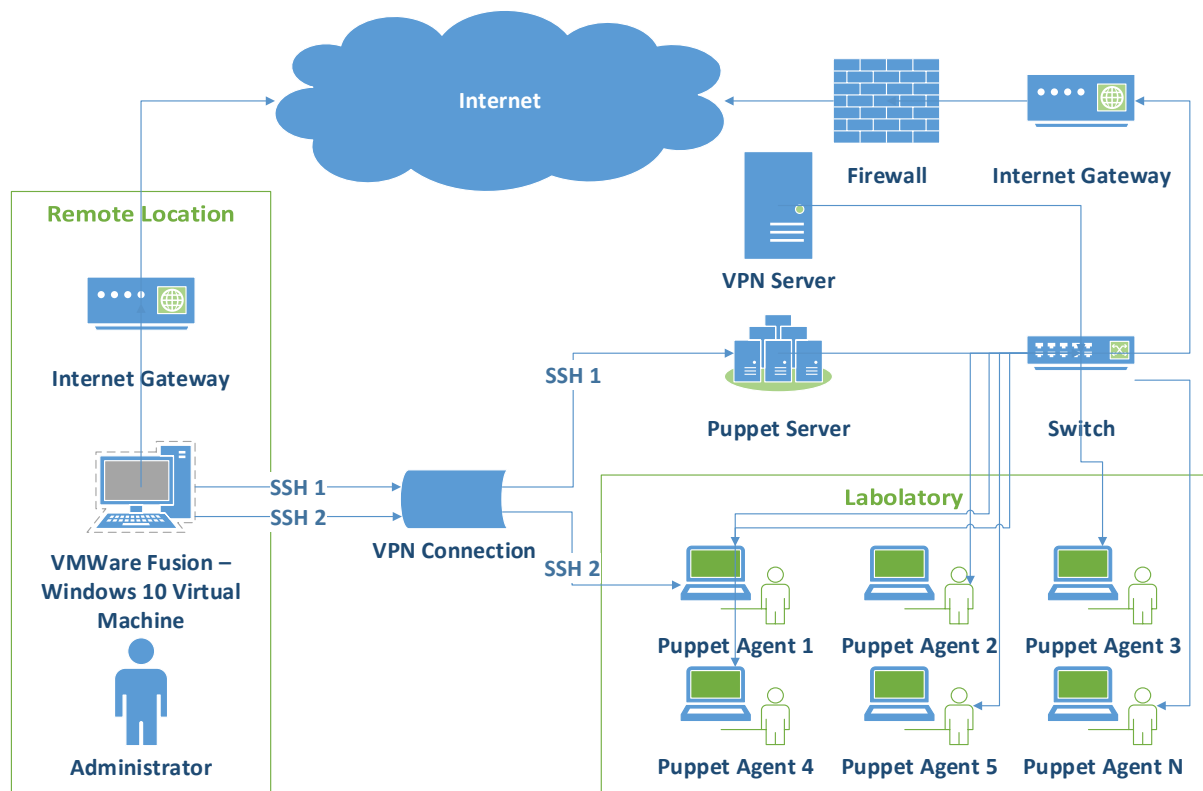 Internet
Firewall
Internet Gateway
Remote Location
VPN Server
Internet Gateway
SSH 1
Puppet Server
Switch
SSH 1
SSH 2
VPN Connection
Labolatory
VMWare Fusion –
Windows 10 Virtual
Machine
SSH 2
Puppet Agent 1
Puppet Agent 2
Puppet Agent 3
Administrator
Puppet Agent 4
Puppet Agent 5
Puppet Agent N